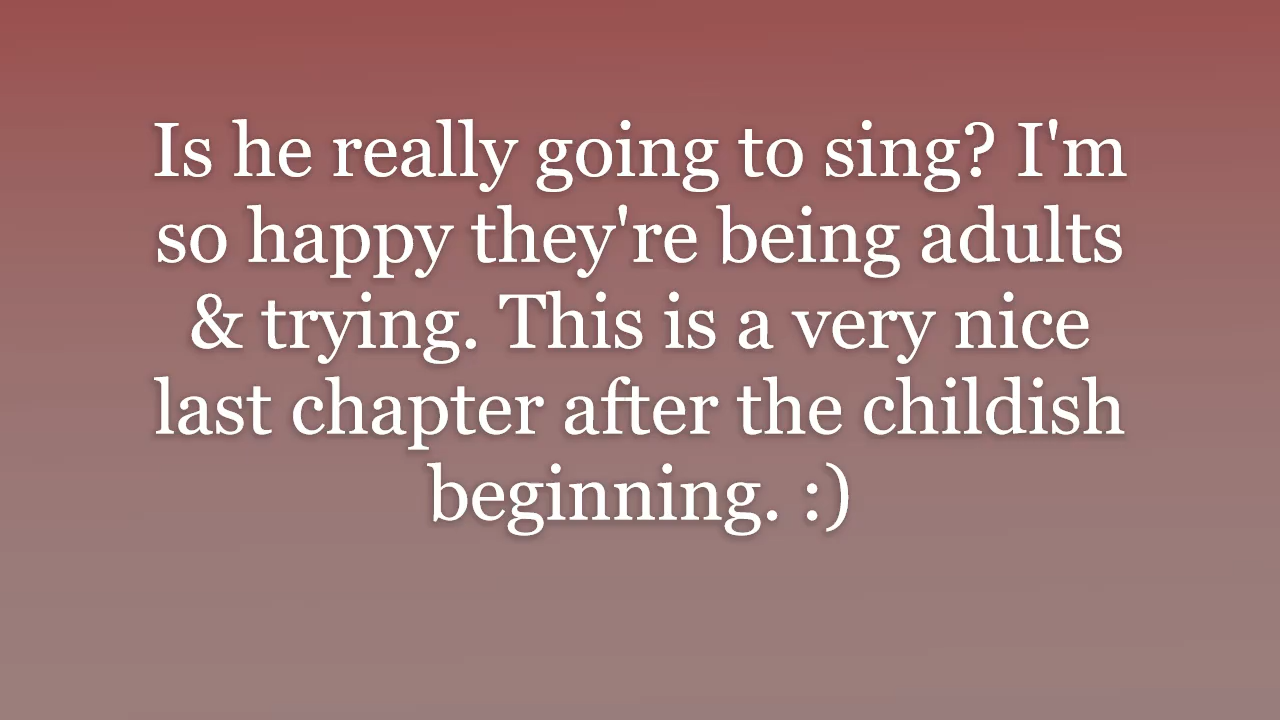 Is he really going to sing? I'm
so happy they're being adults
& trying. This is a very nice
last chapter after the childish
beginning. :)